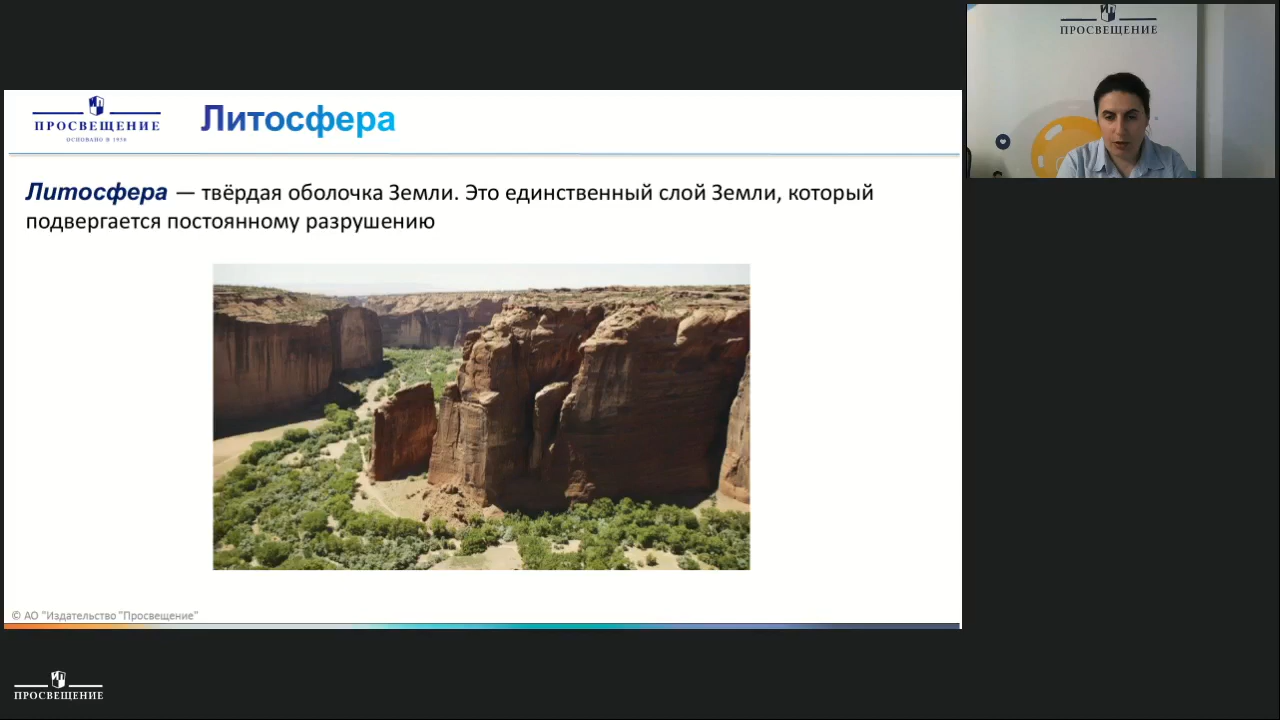 ПРОСВЕЩЕНИЕ
ПРОСВЕЩЕНИЕ
ОСНОВАНО В 1930
Литосфера
Литосфера — твёрдая оболочка Земли. Это единственный слой Земли, который
подвергается постоянному разрушению
© АО "Издательство "Просвещение"
ПРОСВЕЩЕНИЕ